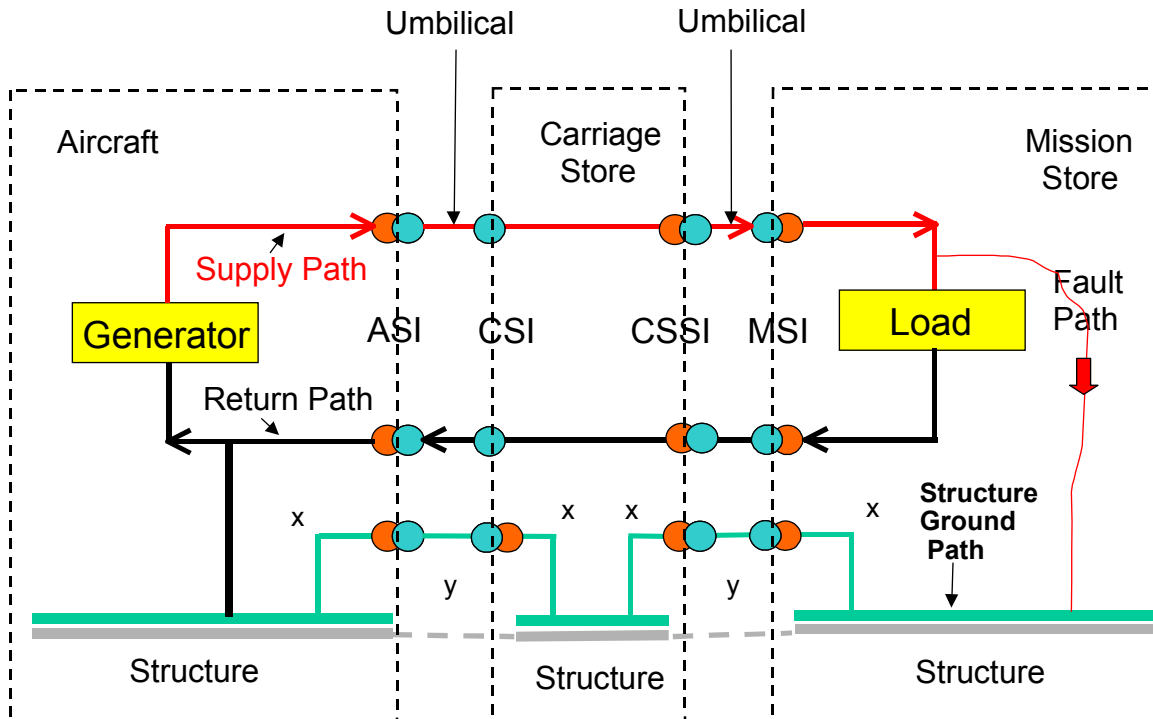 Umbilical
Umbilical
Aircraft
Carriage
Store
Mission
Store
Supply Path
Fault
Path
Generator
ASI
CSI
CSSI
MSI
Load
Return Path
x
x
x
x
Structure
Ground
Path
y
y
Structure
Structure
Structure